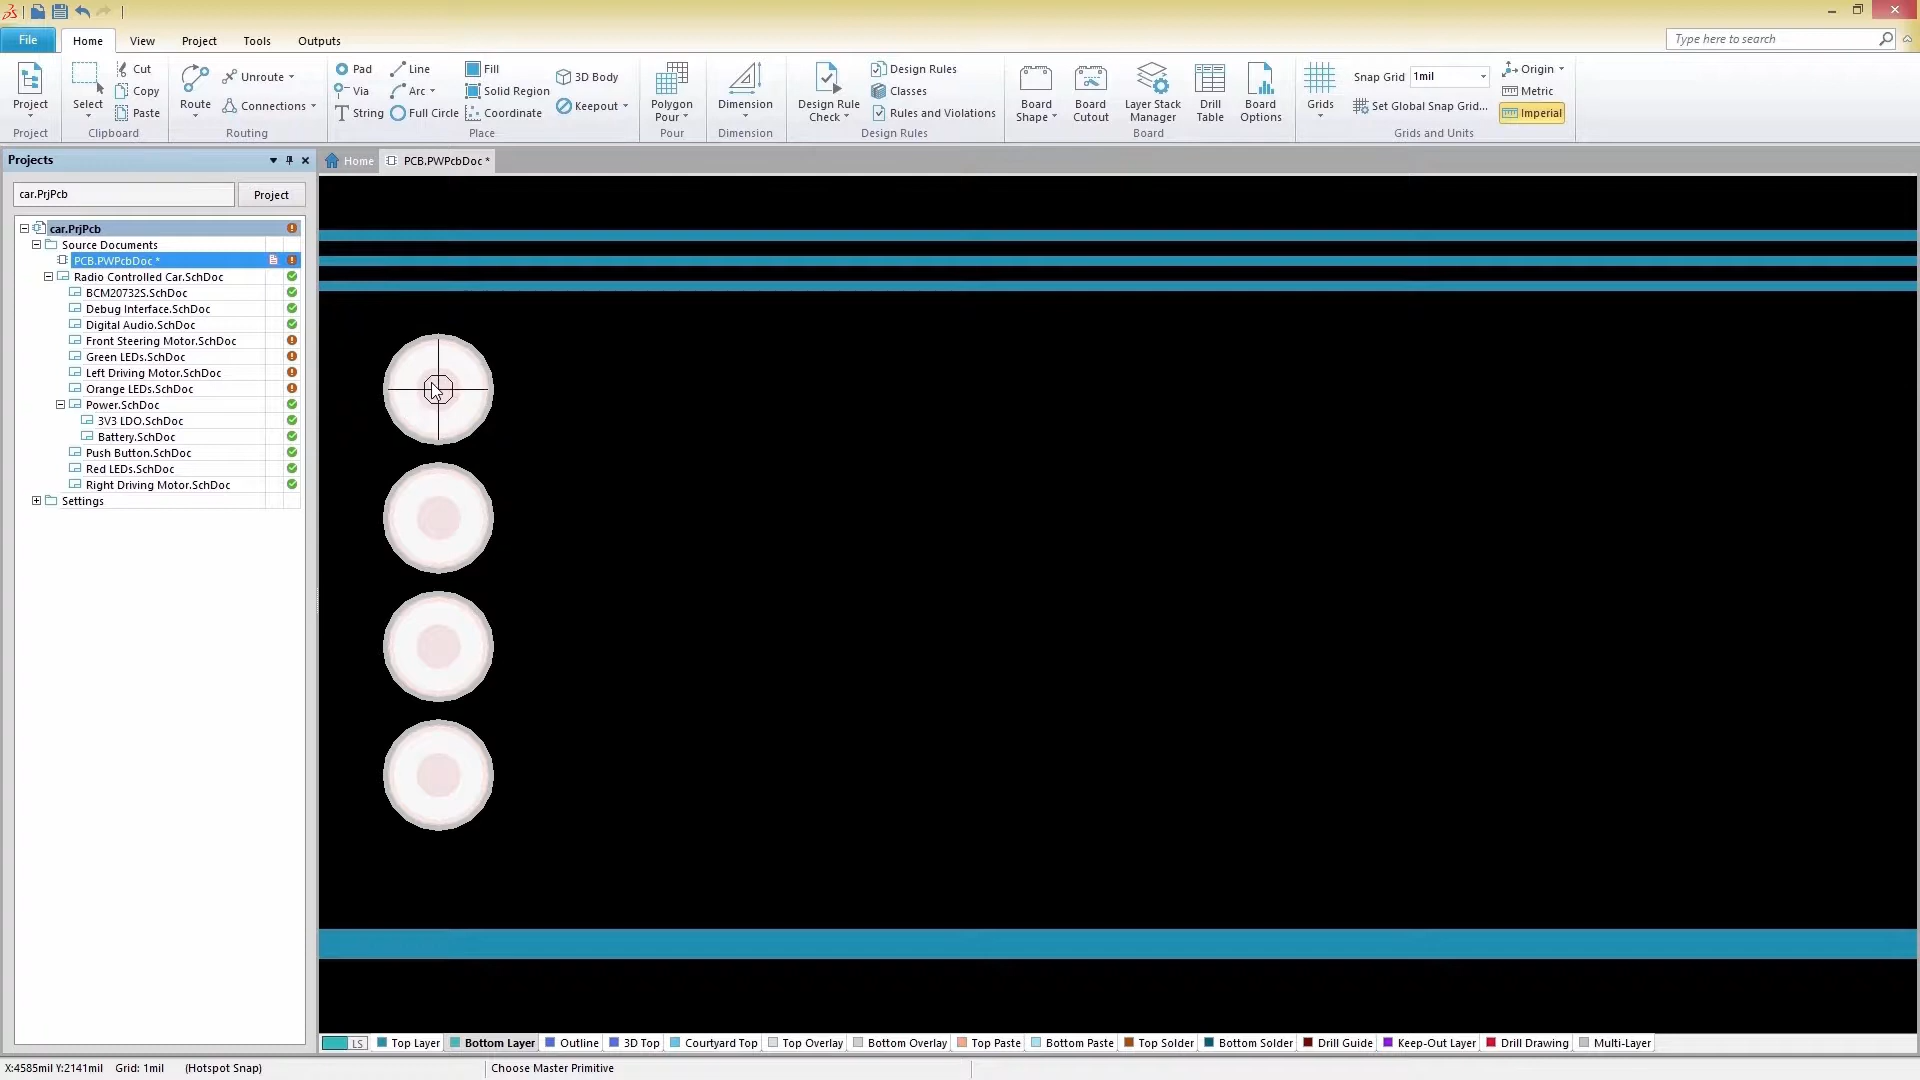 File
Home
View
Project
Tools
Outputs
Type here to search
Project
Project
Select
Cut
Copy
Paste
Clipboard
Route
Unroute
Connections
Routing
Pad
Via
String
Line
Arc
Full Circle
Fill
Solid Region
Coordinate
3D Body
Keepout
Place
Polygon
Pour
Pour
Dimension
Dimension
Design Rule
Check
Design Rules
Classes
Rules and Violations
Design Rules
Board
Shape
Board
Cutout
Layer Stack
Manager
Drill
Table
Board
Options
Board
Grids
Snap Grid
1mil
Set Global Snap Grid...
Origin
Metric
Imperial
Grids and Units
Projects
Home
PCB.PWPcbDoc *
car.PrjPcb
Project
car.PrjPcb
Source Documents
PCB.PWPcbDoc *
Radio Controlled Car.SchDoc
BCM20732S.SchDoc
Debug Interface.SchDoc
Digital Audio.SchDoc
Front Steering Motor.SchDoc
Green LEDs.SchDoc
Left Driving Motor.SchDoc
Orange LEDs.SchDoc
Power.SchDoc
3V3 LDO.SchDoc
Battery.SchDoc
Push Button.SchDoc
Red LEDs.SchDoc
Right Driving Motor.SchDoc
Settings
LS
Top Layer
Bottom Layer
Outline
3D Top
Courtyard Top
Top Overlay
Bottom Overlay
Top Paste
Bottom Paste
Top Solder
Bottom Solder
Drill Guide
Keep-Out Layer
Drill Drawing
Multi-Layer
X:4585mil Y:2141mil Grid: 1mil (Hotspot Snap)
Choose Master Primitive